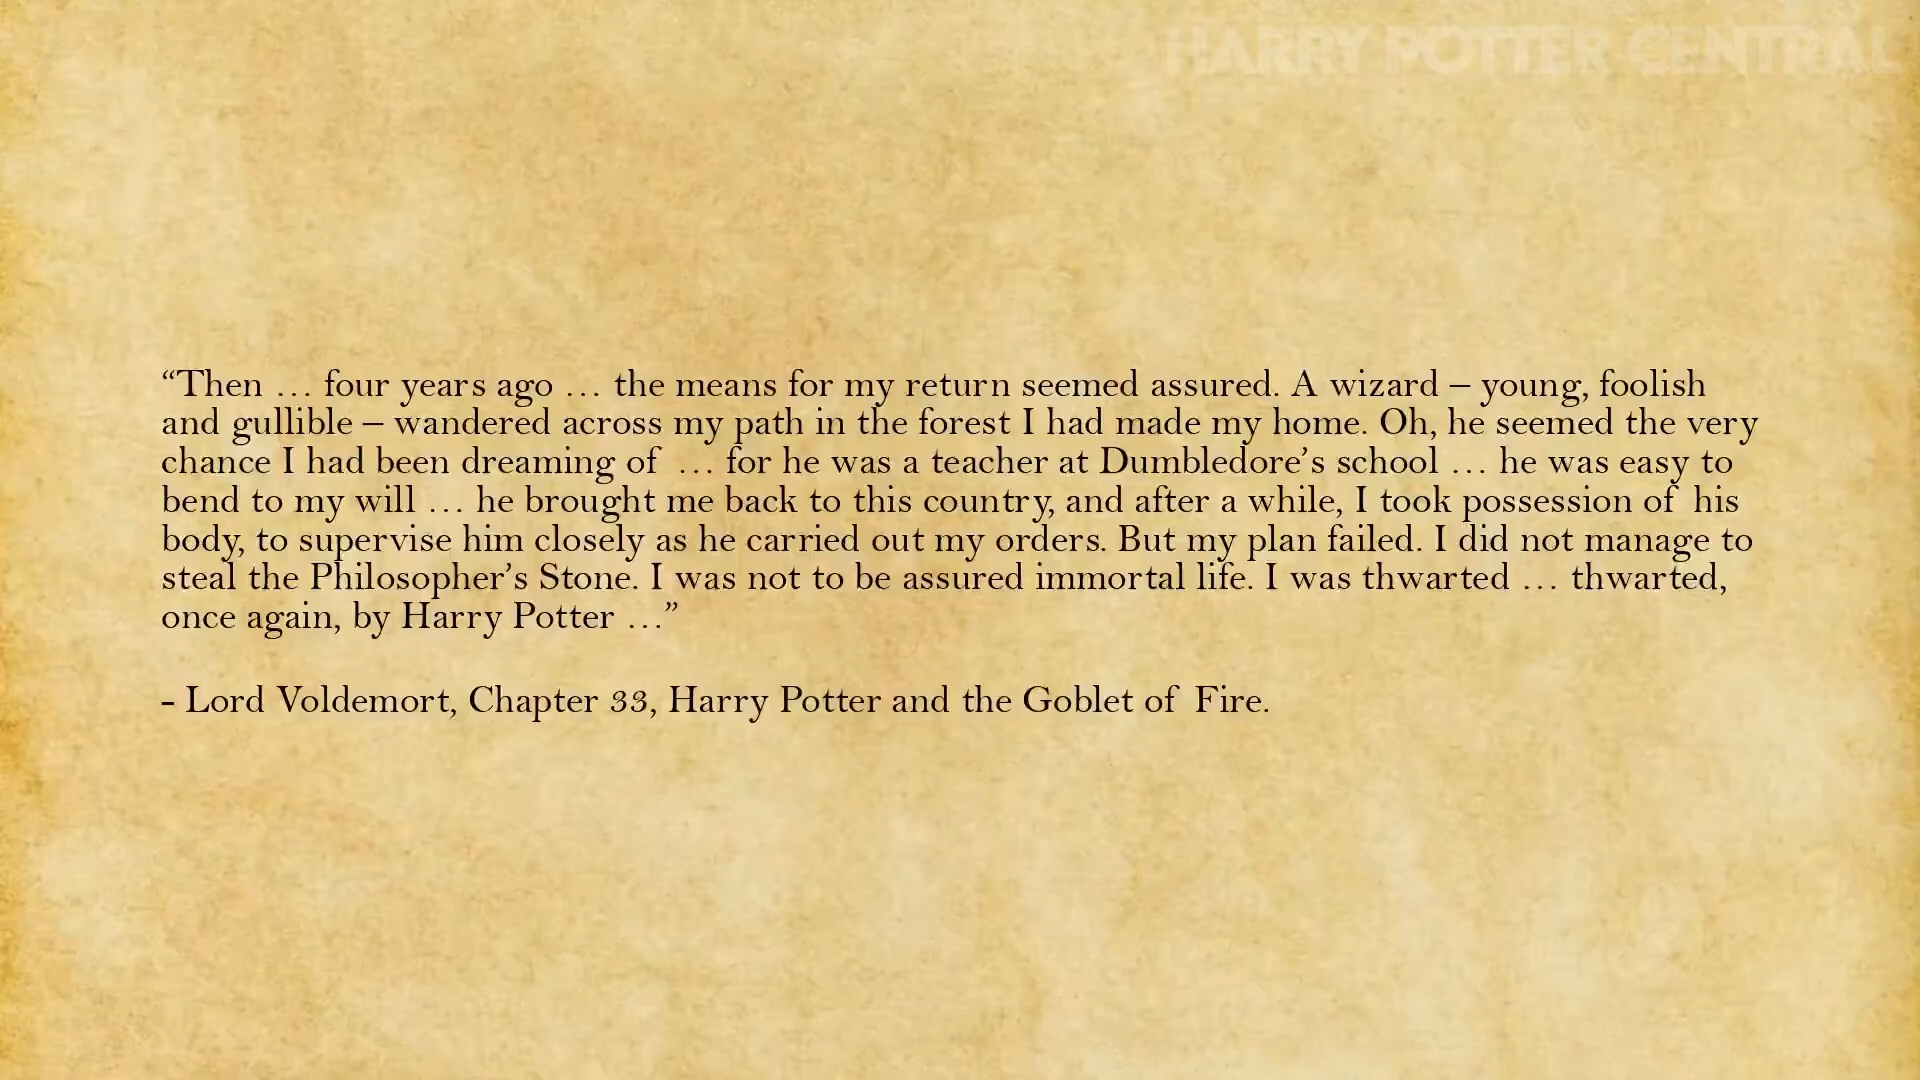 HARRY POTTER CENTRAL
“Then … four years ago … the means for my return seemed assured. A wizard – young, foolish
and gullible – wandered across my path in the forest I had made my home. Oh, he seemed the very
chance I had been dreaming of … for he was a teacher at Dumbledore’s school … he was easy to
bend to my will … he brought me back to this country, and after a while, I took possession of his
body, to supervise him closely as he carried out my orders. But my plan failed. I did not manage to
steal the Philosopher’s Stone. I was not to be assured immortal life. I was thwarted … thwarted,
once again, by Harry Potter …”
- Lord Voldemort, Chapter 33, Harry Potter and the Goblet of Fire.